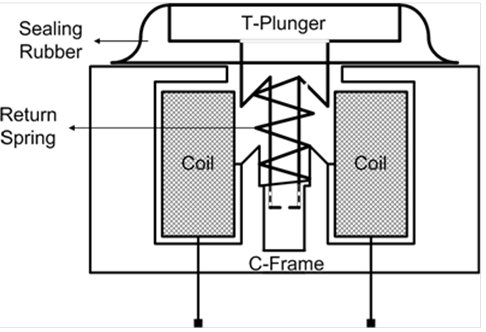 T-Plunger
Sealing
Rubber
Return
Spring
Coil
Coil
C-Frame